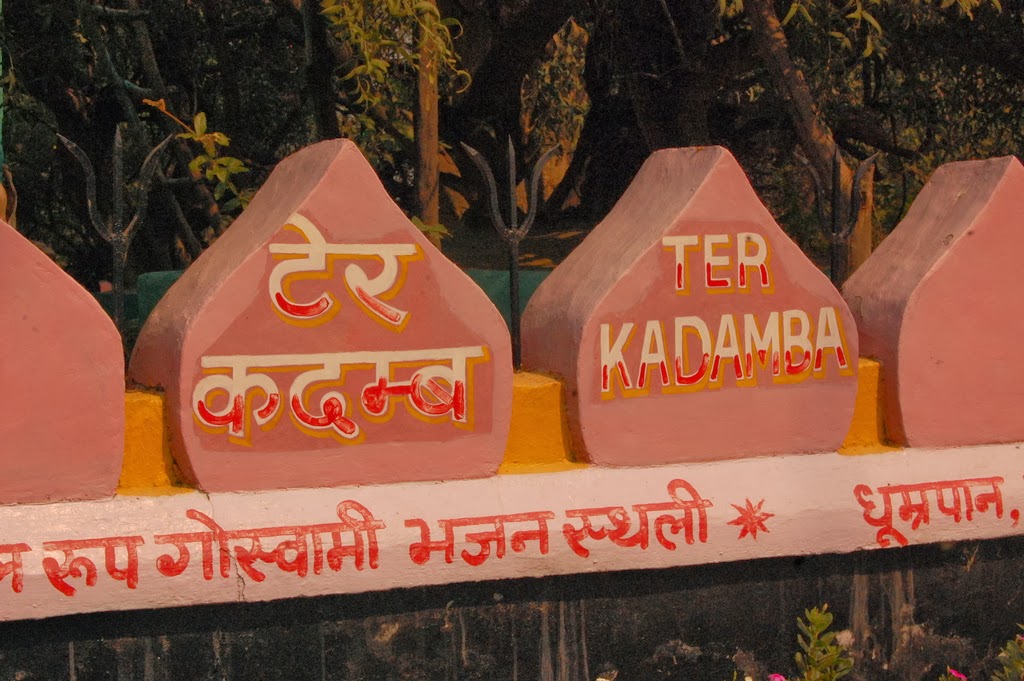 टेर
कदम्ब
TER
KADAMBA
रूप गोस्वामी भजन स्थली * धूम्रपान,